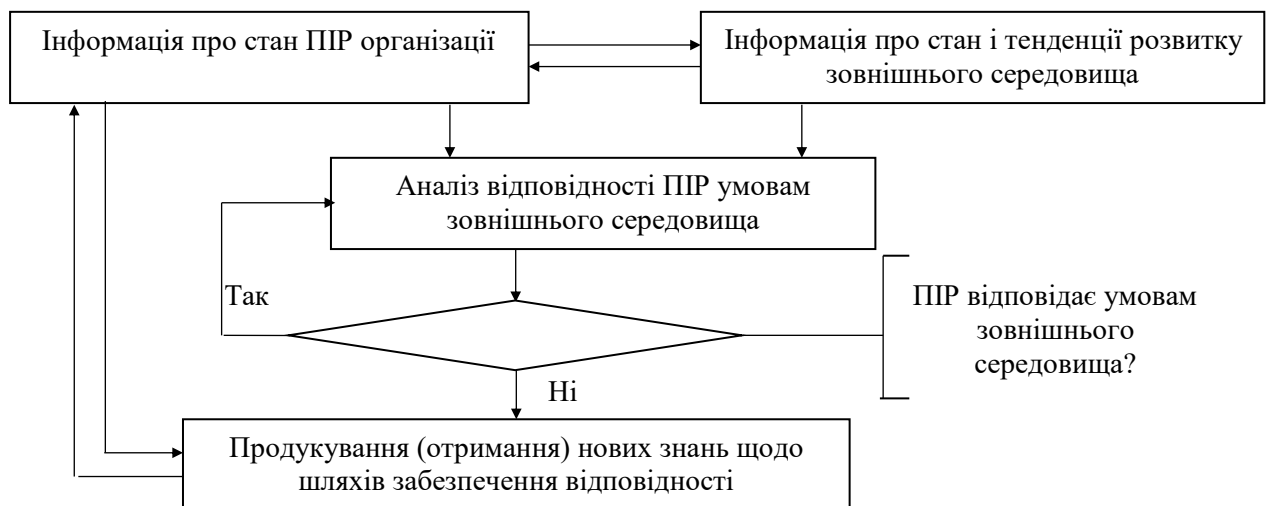 Інформація про стан ПІР організації
Інформація про стан і тенденції розвитку
зовнішнього середовища
Аналіз відповідності ПІР умовам
зовнішнього середовища
Так
ПІР відповідає умовам
зовнішнього
середовища?
Ні
Продукування (отримання) нових знань щодо
шляхів забезпечення відповідності